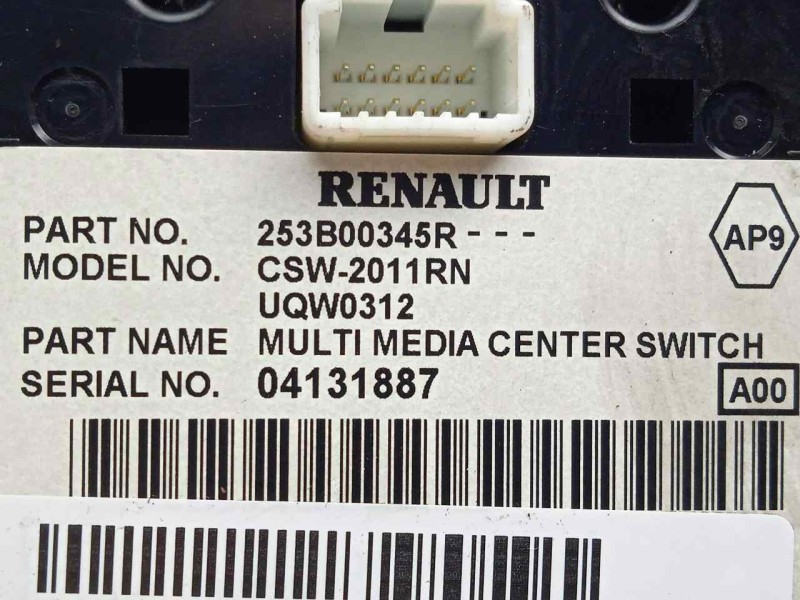 RENAULT
PART NO. 253B00345R---
AP9
MODEL NO. CSW-2011RN
UQW0312
PART NAME MULTI MEDIA CENTER SWITCH
SERIAL NO. 04131887
A00